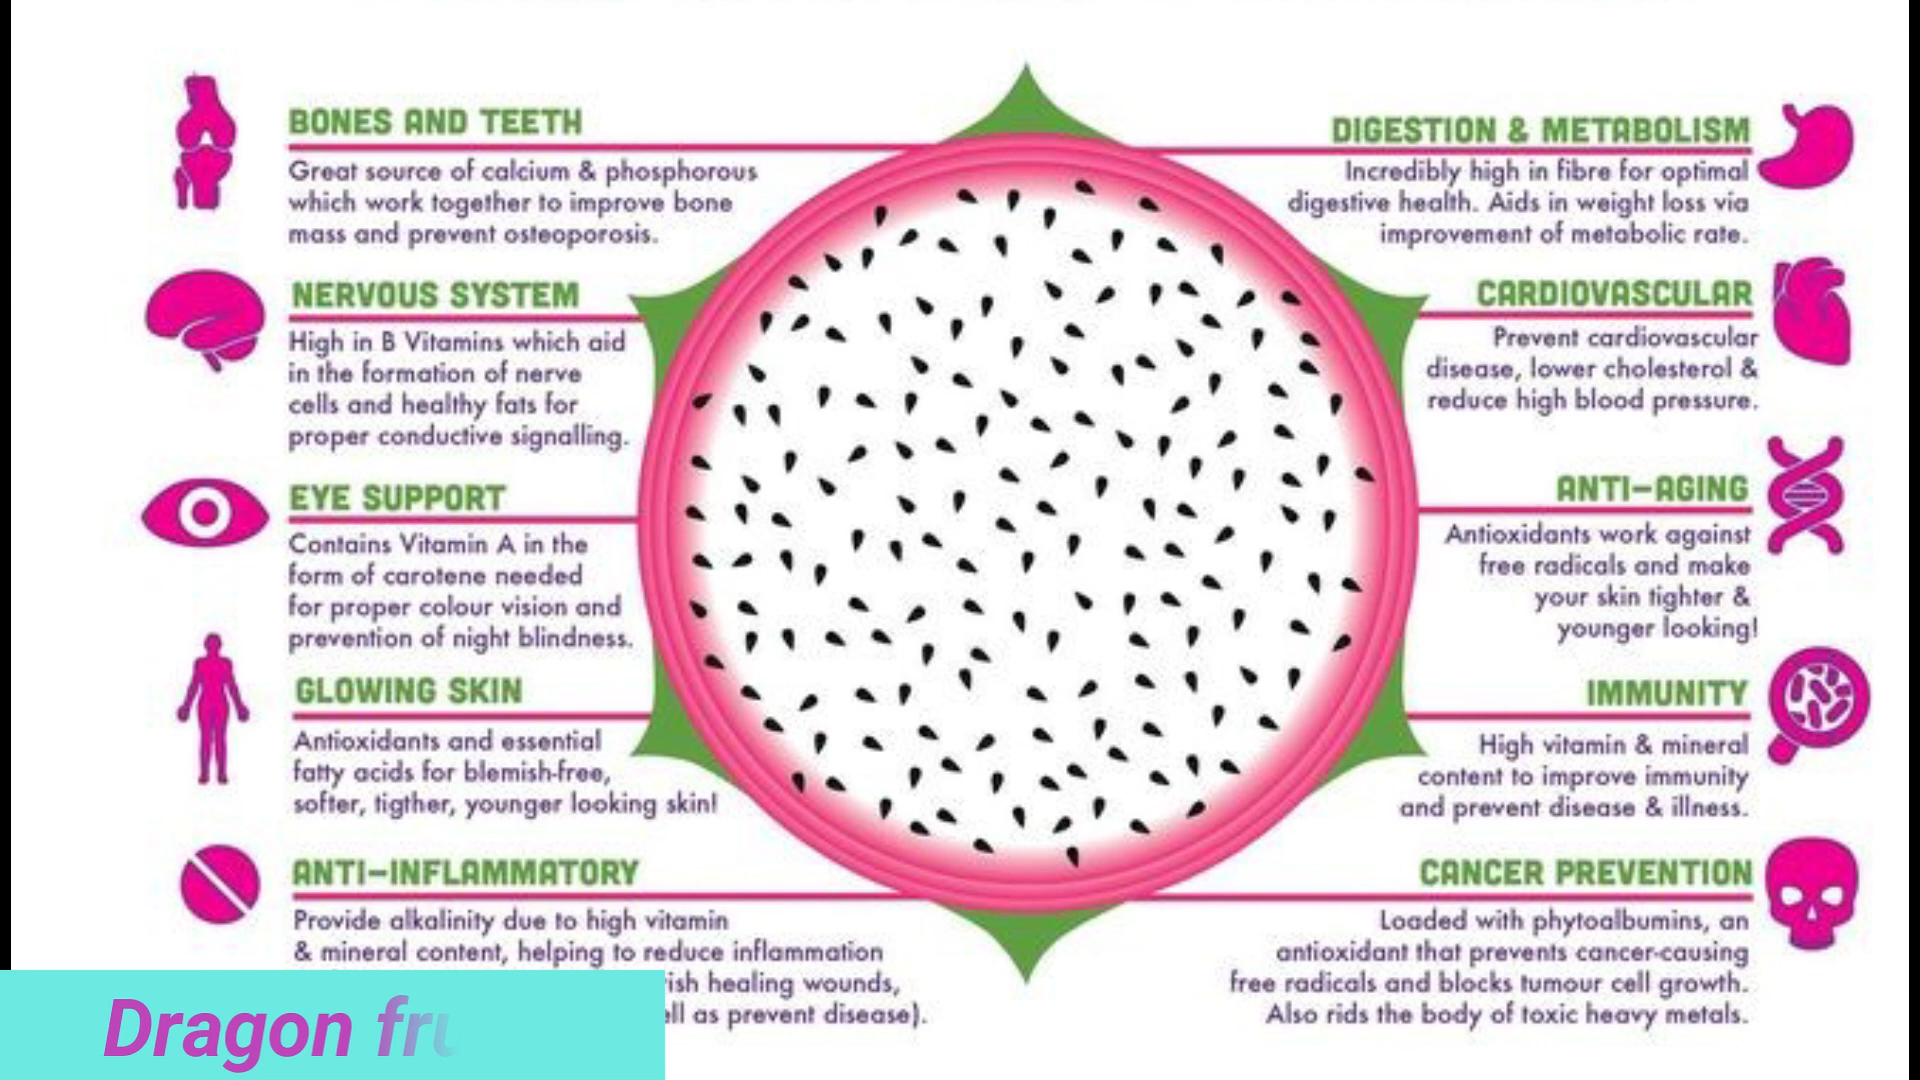 BONES AND TEETH
Great source of calcium & phosphorous
which work together to improve bone
mass and prevent osteoporosis.
NERVOUS SYSTEM
High in B Vitamins which aid
in the formation of nerve
cells and healthy fats for
proper conductive signalling.
EYE SUPPORT
Contains Vitamin A in the
form of carotene needed
for proper colour vision and
prevention of night blindness.
GLOWING SKIN
Antioxidants and essential
fatty acids for blemish-free,
softer, tigther, younger looking skin!
ANTI-INFLAMMATORY
Provide alkalinity due to high vitamin
& mineral content, helping to reduce inflammation
healing wounds,
as prevent disease).
DIGESTION & METABOLISM
Incredibly high in fibre for optimal
digestive health. Aids in weight loss via
improvement of metabolic rate.
CARDIOVASCULAR
Prevent cardiovascular
disease, lower cholesterol &
reduce high blood pressure.
ANTI-AGING
Antioxidants work against
free radicals and make
your skin tighter &
younger looking!
IMMUNITY
High vitamin & mineral
content to improve immunity
and prevent disease & illness.
CANCER PREVENTION
Loaded with phytoalbumins, an
antioxidant that prevents cancer-causing
free radicals and blocks tumour cell growth.
Also rids the body of toxic heavy metals.
Dragon